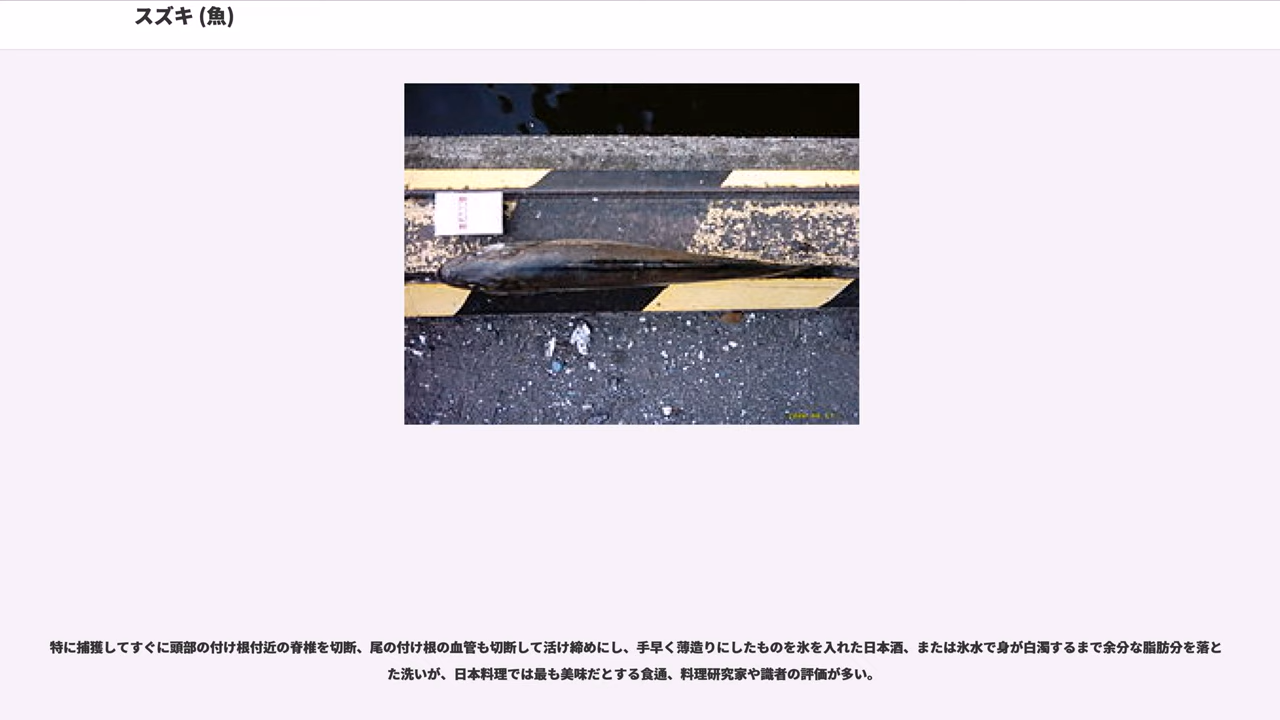 スズキ (魚)
特に捕獲してすぐに頭部の付け根付近の脊椎を切断、尾の付け根の血管も切断して活け締めにし、手早く薄造りにしたものを氷を入れた日本酒、または氷水で身が白濁するまで余分な脂肪分を落と
た洗いが、日本料理では最も美味だとする食通、料理研究家や識者の評価が多い。